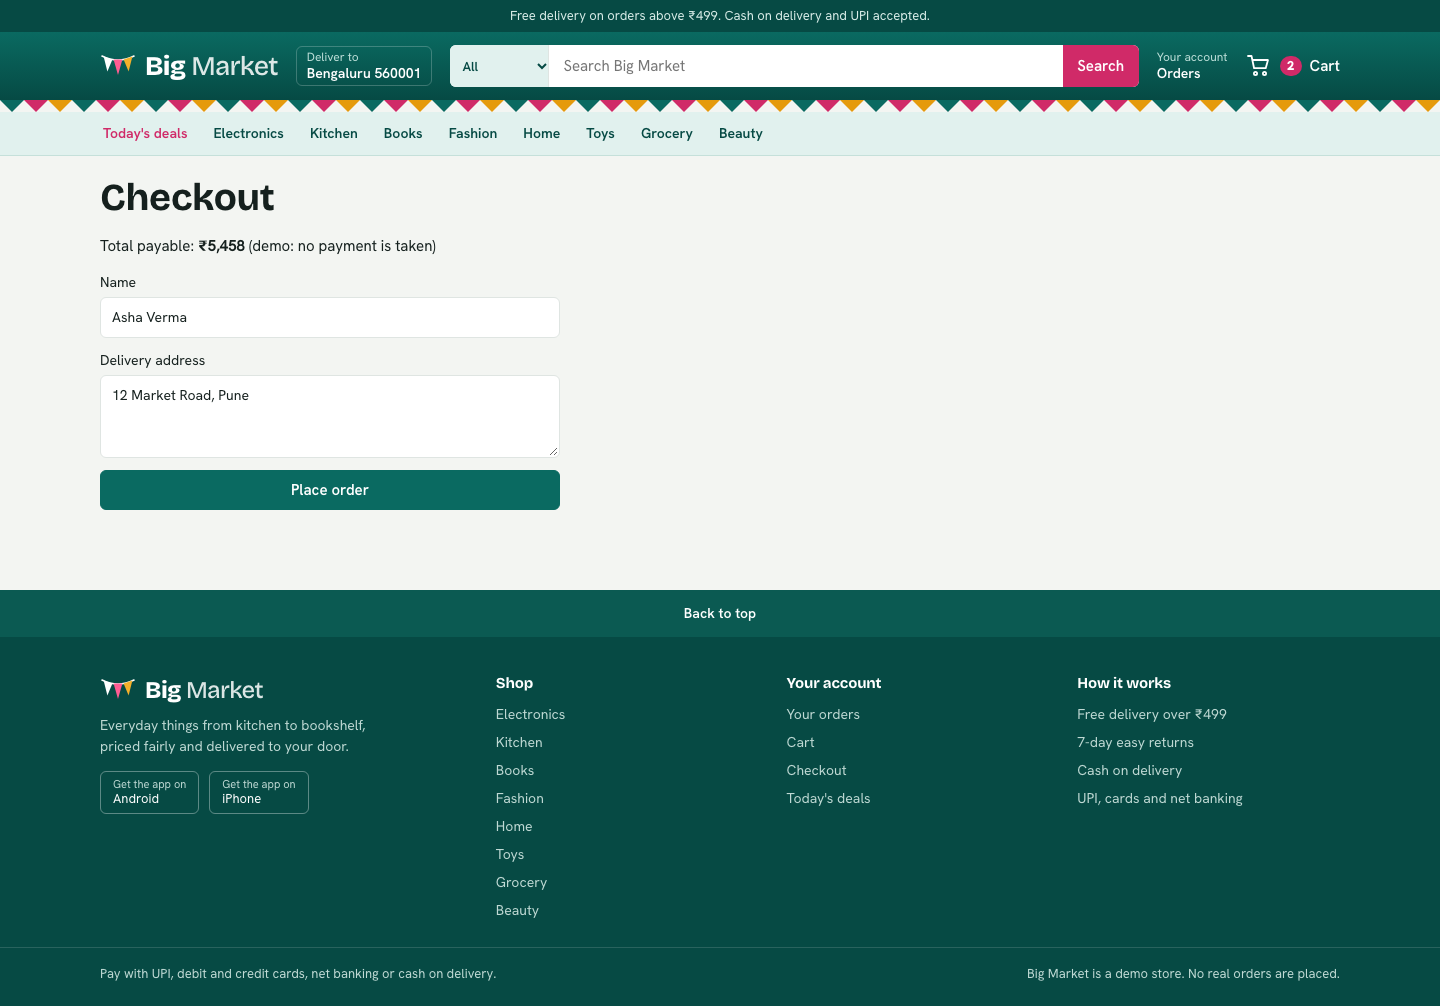 Free delivery on orders above ₹499. Cash on delivery and UPI accepted.
Big Market
Deliver to
Bengaluru 560001
All
Search Big Market
Search
Your account
Orders
2
Cart
Today's deals
Electronics
Kitchen
Books
Fashion
Home
Toys
Grocery
Beauty
Checkout
Total payable: ₹5,458 (demo: no payment is taken)
Name
Asha Verma
Delivery address
12 Market Road, Pune
Place order
Back to top
Big Market
Everyday things from kitchen to bookshelf,
priced fairly and delivered to your door.
Get the app on
Android
Get the app on
iPhone
Shop
Electronics
Kitchen
Books
Fashion
Home
Toys
Grocery
Beauty
Your account
Your orders
Cart
Checkout
Today's deals
How it works
Free delivery over ₹499
7-day easy returns
Cash on delivery
UPI, cards and net banking
Pay with UPI, debit and credit cards, net banking or cash on delivery.
Big Market is a demo store. No real orders are placed.